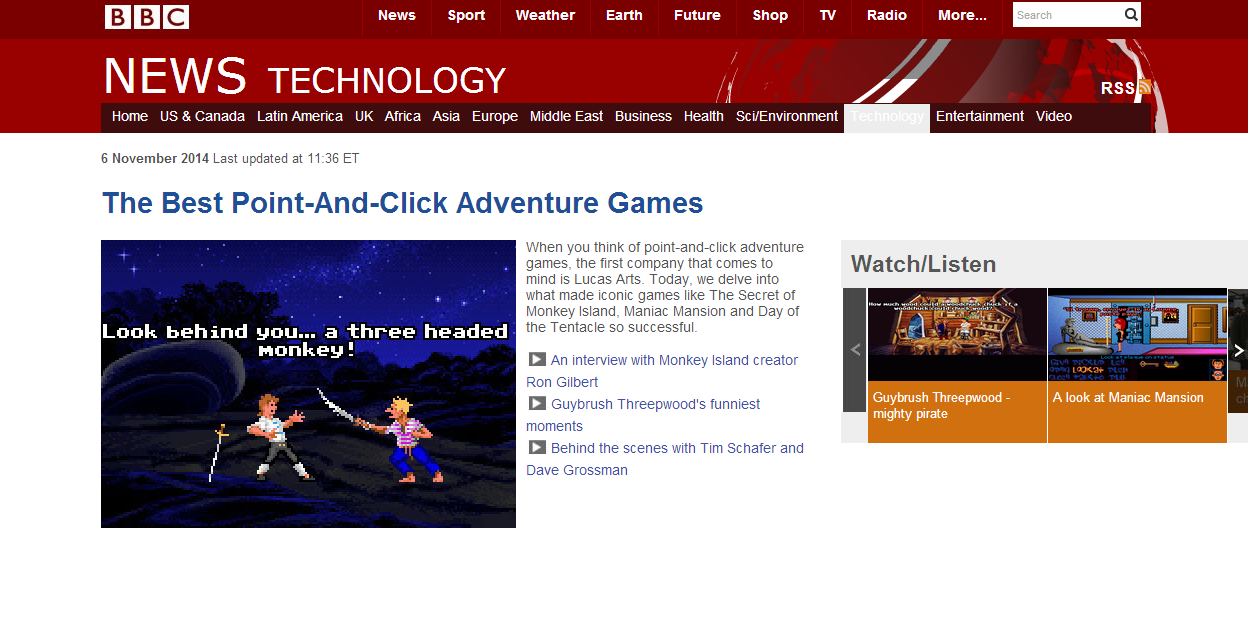 BBC
News Sport Weather Earth Future Shop TV Radio More... Search
NEWS TECHNOLOGY
RSS
Home US & Canada Latin America UK Africa Asia Europe Middle East Business Health Sci/Environment Technology Entertainment Video
6 November 2014 Last updated at 11:36 ET
The Best Point-And-Click Adventure Games
Look behind you... a three headed
monkey!
When you think of point-and-click adventure
games, the first company that comes to
mind is Lucas Arts. Today, we delve into
what made iconic games like The Secret of
Monkey Island, Maniac Mansion and Day of
the Tentacle so successful.
An interview with Monkey Island creator
Ron Gilbert
Guybrush Threepwood's funniest
moments
Behind the scenes with Tim Schafer and
Dave Grossman
Watch/Listen
How much wood could a woodchuck chuck if a
woodchuck could chuck wood?
Look at plaque on statue
Guybrush Threepwood -
mighty pirate
A look at Maniac Mansion